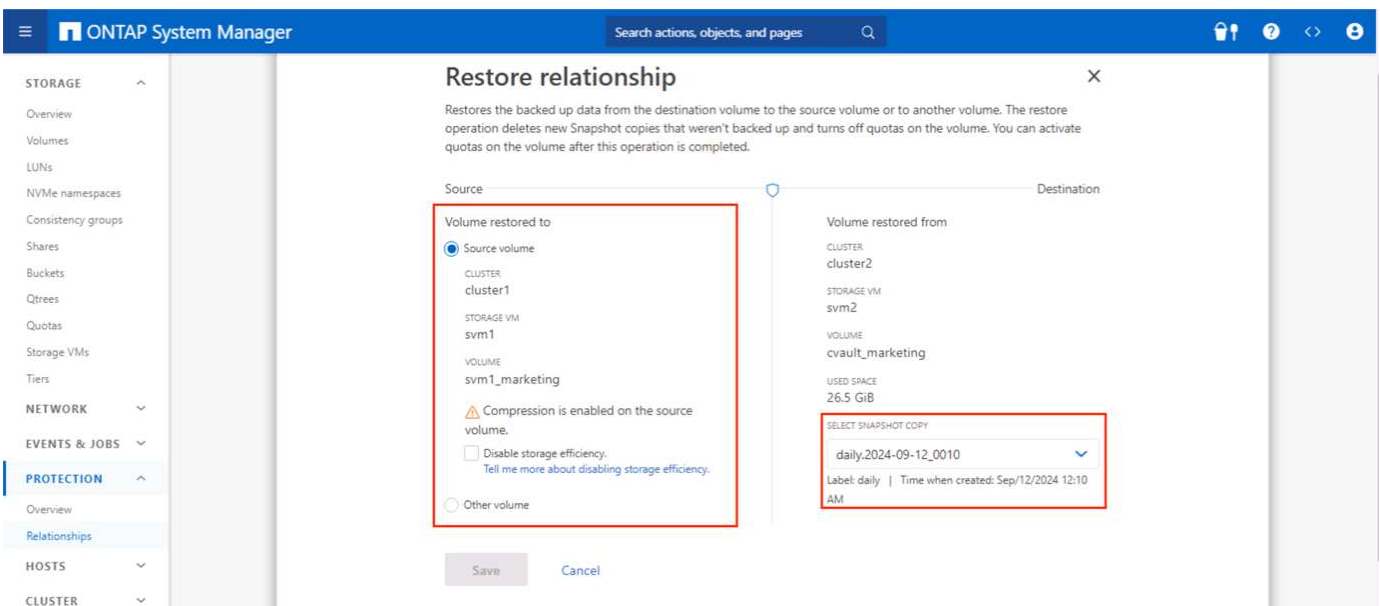 ONTAP System Manager
Search actions, objects, and pages
STORAGE
Overview
Volumes
LUNs
NVMe namespaces
Consistency groups
Shares
Buckets
Qtrees
Quotas
Storage VMs
Tiers
NETWORK
EVENTS & JOBS
PROTECTION
Overview
Relationships
HOSTS
CLUSTER
Restore relationship
Restores the backed up data from the destination volume to the source volume or to another volume. The restore
operation deletes new Snapshot copies that weren't backed up and turns off quotas on the volume. You can activate
quotas on the volume after this operation is completed.
Source
Destination
Volume restored to
Source volume
CLUSTER
cluster1
STORAGE VM
svm1
VOLUME
svm1_marketing
Compression is enabled on the source
volume.
Disable storage efficiency.
Tell me more about disabling storage efficiency.
Other volume
Volume restored from
CLUSTER
cluster2
STORAGE VM
svm2
VOLUME
cvault_marketing
USED SPACE
26.5 GiB
SELECT SNAPSHOT COPY
daily.2024-09-12_0010
Label: daily | Time when created: Sep/12/2024 12:10
AM
Save
Cancel